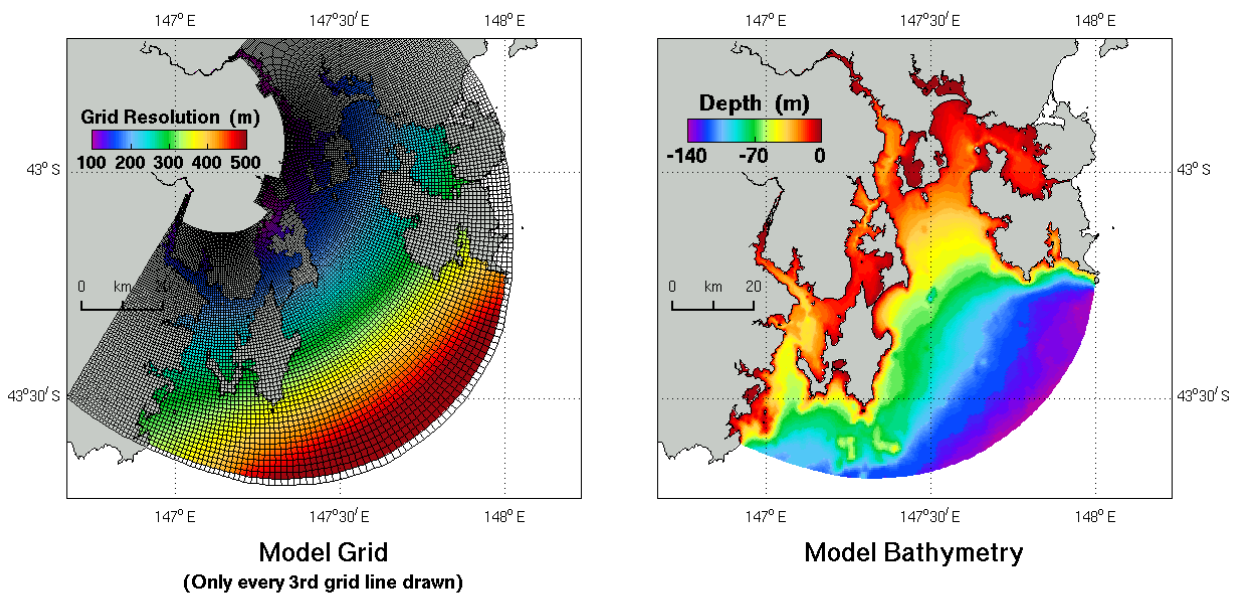 147° E 147°30′ E 148° E
147° E 147°30′ E 148° E
Grid Resolution (m)
100 200 300 400 500
Depth (m)
-140 -70 0
43° S
43° S
0 km 20
0 km 20
43°30′ S
43°30′ S
147° E 147°30′ E 148° E
147° E 147°30′ E 148° E
Model Grid
(Only every 3rd grid line drawn)
Model Bathymetry